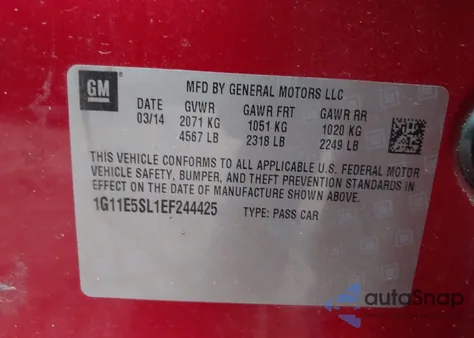 GM
MFD BY GENERAL MOTORS LLC
DATE GVWR GAWR FRT GAWR RR
03/14 2071 KG 1051 KG 1020 KG
4567 LB 2318 LB 2249 LB
THIS VEHICLE CONFORMS TO ALL APPLICABLE U.S. FEDERAL MOTOR
VEHICLE SAFETY, BUMPER, AND THEFT PREVENTION STANDARDS IN
EFFECT ON THE DATE OF MANUFACTURE SHOWN ABOVE.
1G11E5SL1EF244425 TYPE: PASS CAR
autoSnap